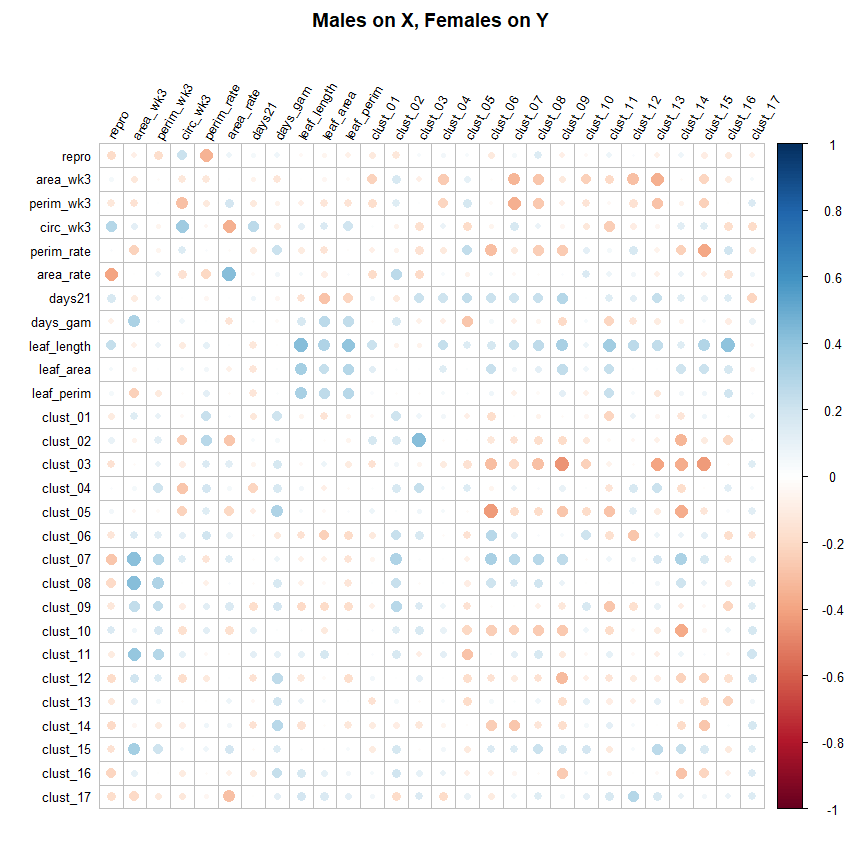 Males on X, Females on Y
repro
area_wk3
perim_wk3
circ_wk3
perim_rate
area_rate
days21
days_gam
leaf_length
leaf_area
leaf_perim
clust_01
clust_02
clust_03
clust_04
clust_05
clust_06
clust_07
clust_08
clust_09
clust_10
clust_11
clust_12
clust_13
clust_14
clust_15
clust_16
clust_17
repro
area_wk3
perim_wk3
circ_wk3
perim_rate
area_rate
days21
days_gam
leaf_length
leaf_area
leaf_perim
clust_01
clust_02
clust_03
clust_04
clust_05
clust_06
clust_07
clust_08
clust_09
clust_10
clust_11
clust_12
clust_13
clust_14
clust_15
clust_16
clust_17
1
0.8
0.6
0.4
0.2
0
-0.2
-0.4
-0.6
-0.8
-1